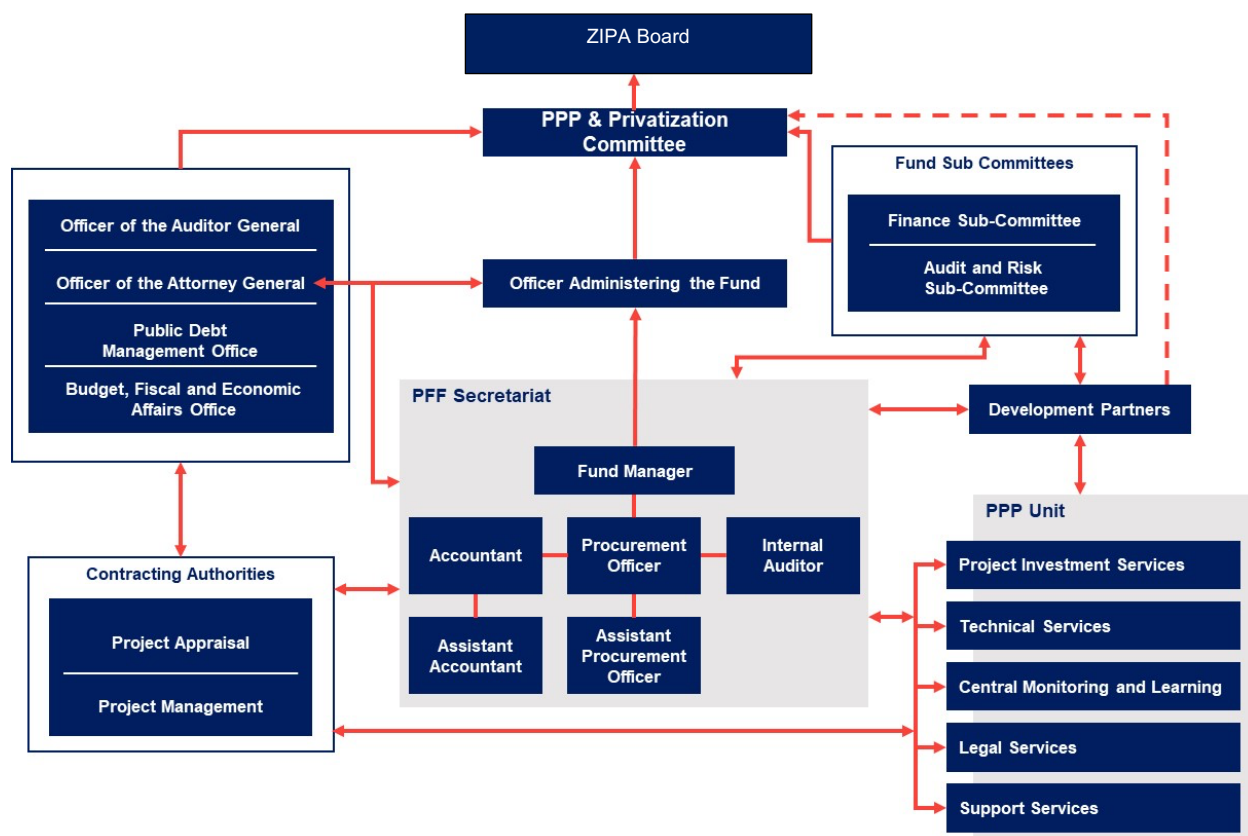 ZIPA Board
PPP & Privatization
Committee
Fund Sub Committees
Finance Sub-Committee
Audit and Risk
Sub-Committee
Officer of the Auditor General
Officer of the Attorney General
Public Debt
Management Office
Budget, Fiscal and Economic
Affairs Office
Officer Administering the Fund
Development Partners
PFF Secretariat
Fund Manager
Accountant
Procurement
Officer
Internal
Auditor
Assistant
Accountant
Assistant
Procurement
Officer
Contracting Authorities
Project Appraisal
Project Management
PPP Unit
Project Investment Services
Technical Services
Central Monitoring and Learning
Legal Services
Support Services